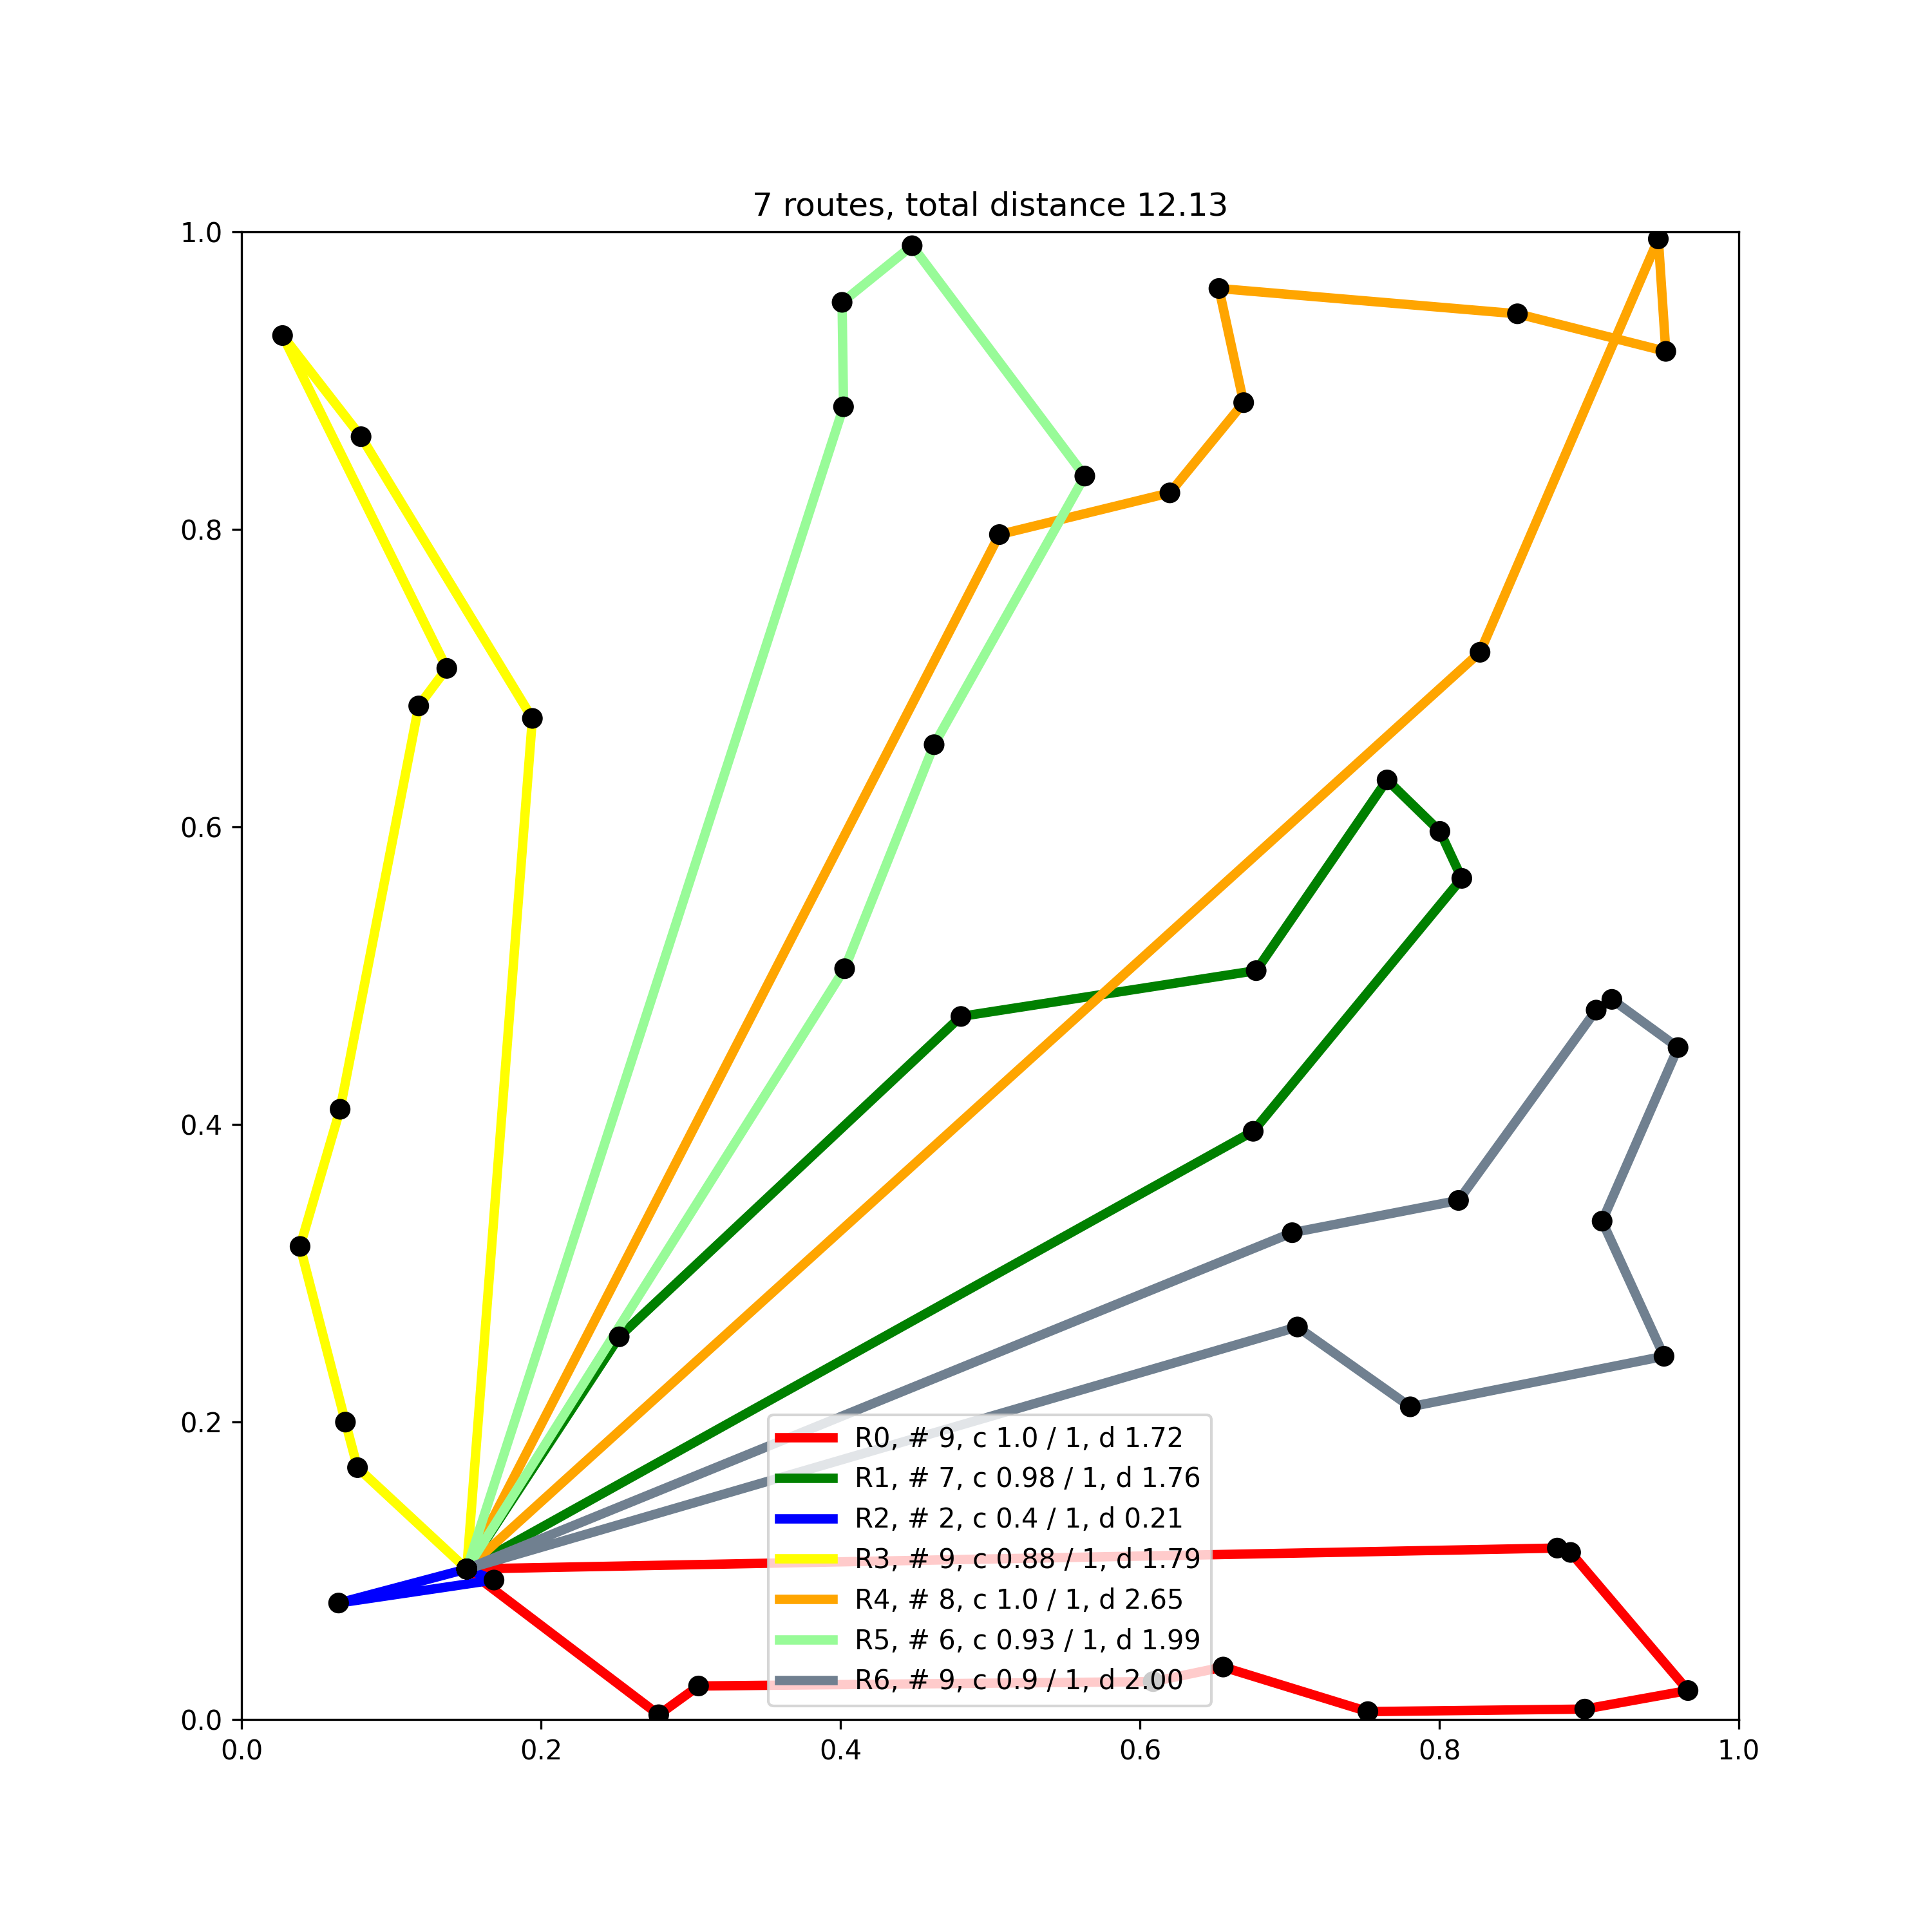 7 routes, total distance 12.13
1.0
0.8
0.6
0.4
0.2
0.0
R0, # 9, c 1.0 / 1, d 1.72
R1, # 7, c 0.98 / 1, d 1.76
R2, # 2, c 0.4 / 1, d 0.21
R3, # 9, c 0.88 / 1, d 1.79
R4, # 8, c 1.0 / 1, d 2.65
R5, # 6, c 0.93 / 1, d 1.99
R6, # 9, c 0.9 / 1, d 2.00
0.0 0.2 0.4 0.6 0.8 1.0